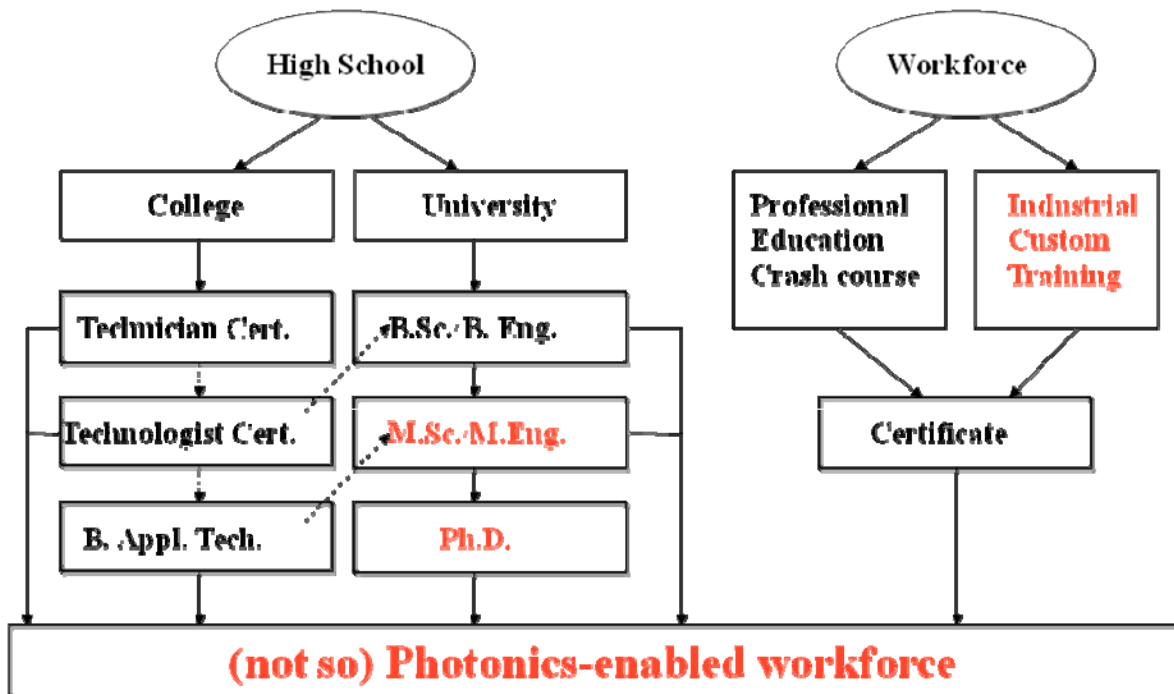 High School
Workforce
College
University
Professional
Education
Crash course
Industrial
Custom
Training
Technician Cert.
B.Sc./B. Eng.
Technologist Cert.
M.Sc./M.Eng.
Certificate
B. Appl. Tech.
Ph.D.
(not so) Photonics-enabled workforce